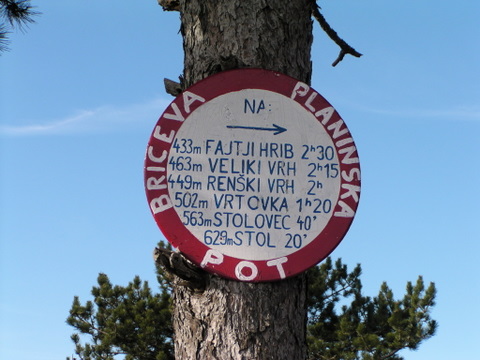 BRIČEVA PLANINSKA
POT
NA:
433m FAJTJI HRIB 2h30
463m VELIKI VRH 2h15
449m RENŠKI VRH 2h
502m VRTOVKA 1h20
563m STOLOVEC 40'
629m STOL 20'